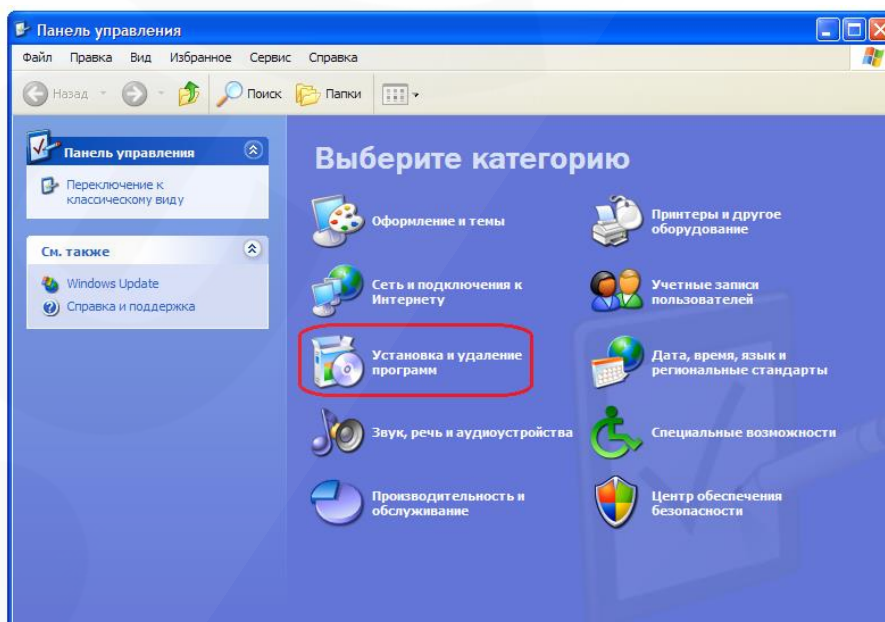 Панель управления
Файл Правка Вид Избранное Сервис Справка
Назад Поиск Папки
Панель управления
Переключение к
классическому виду
См. также
Windows Update
Справка и поддержка
Выберите категорию
Оформление и темы
Принтеры и другое
оборудование
Сеть и подключения к
Интернету
Учетные записи
пользователей
Установка и удаление
программ
Дата, время, язык и
региональные стандарты
Звук, речь и аудиоустройства
Специальные возможности
Производительность и
обслуживание
Центр обеспечения
безопасности